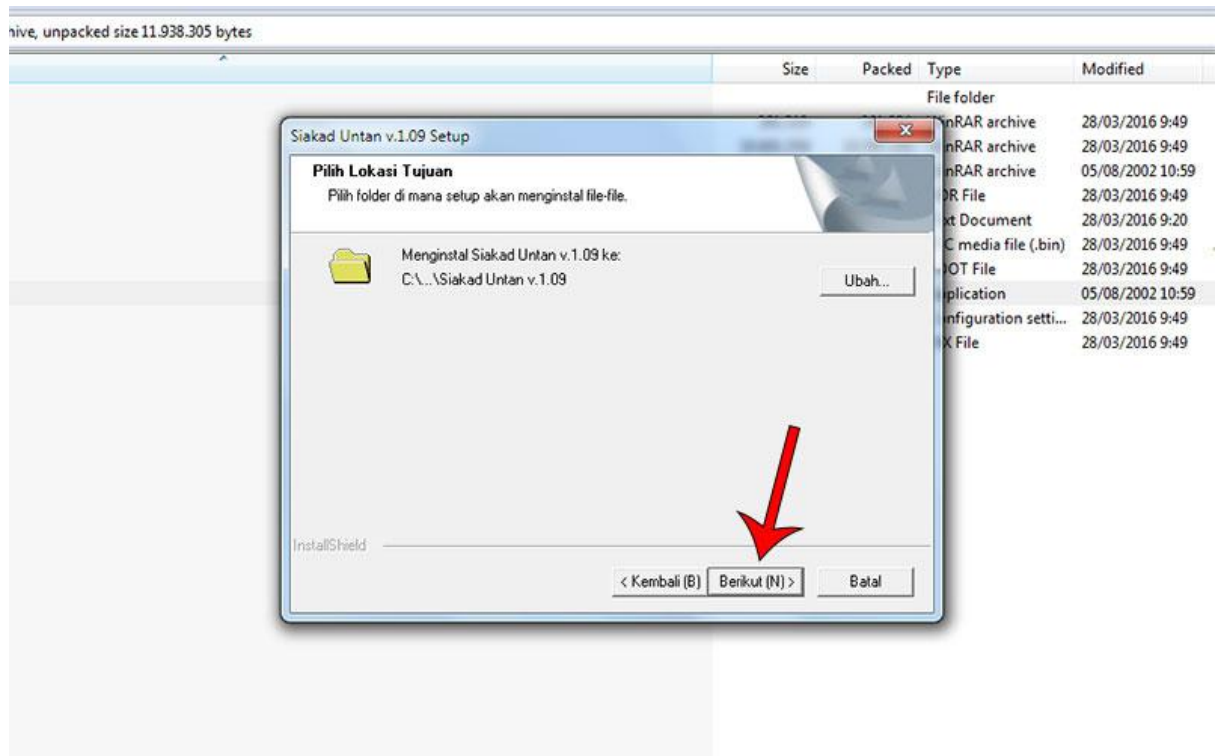 hive, unpacked size 11.938.305 bytes
Size Packed Type Modified
File folder
nRAR archive 28/03/2016 9:49
nRAR archive 28/03/2016 9:49
nRAR archive 05/08/2002 10:59
DR File 28/03/2016 9:49
xt Document 28/03/2016 9:20
C media file (.bin) 28/03/2016 9:49
OOT File 28/03/2016 9:49
plication 05/08/2002 10:59
nfiguration setti... 28/03/2016 9:49
X File 28/03/2016 9:49
Siakad Untan v.1.09 Setup
Pilih Lokasi Tujuan
Pilih folder di mana setup akan menginstal file-file.
Menginstal Siakad Untan v.1.09 ke:
C:\...\Siakad Untan v.1.09
Ubah...
InstallShield
< Kembali (B) Berikut (N) > Batal